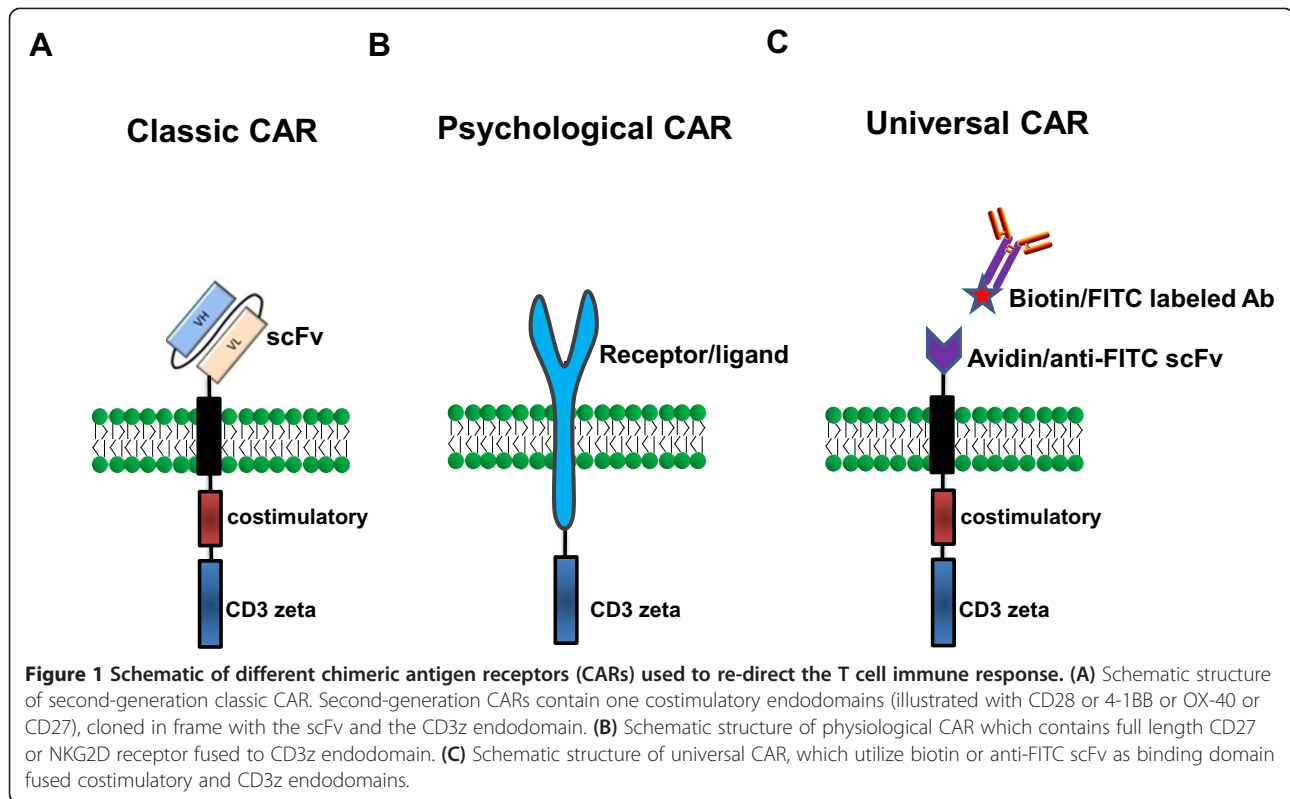 A
B
C
Classic CAR
Psychological CAR
Universal CAR
VH
VL
scFv
costimulatory
CD3 zeta
Receptor/ligand
CD3 zeta
Biotin/FITC labeled Ab
Avidin/anti-FITC scFv
costimulatory
CD3 zeta
Figure 1 Schematic of different chimeric antigen receptors (CARs) used to re-direct the T cell immune response. (A) Schematic structure
of second-generation classic CAR. Second-generation CARs contain one costimulatory endodomains (illustrated with CD28 or 4-1BB or OX-40 or
CD27), cloned in frame with the scFv and the CD3z endodomain. (B) Schematic structure of physiological CAR which contains full length CD27
or NKG2D receptor fused to CD3z endodomain. (C) Schematic structure of universal CAR, which utilize biotin or anti-FITC scFv as binding domain
fused costimulatory and CD3z endodomains.